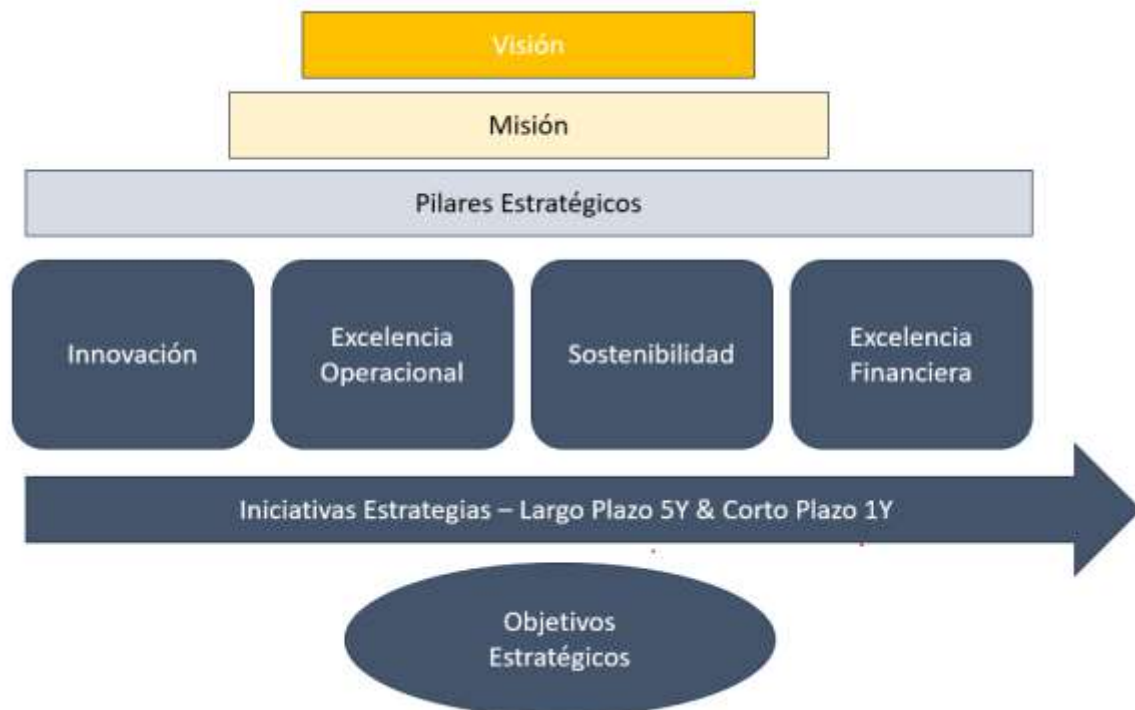 Visión
Misión
Pilares Estratégicos
Innovación
Excelencia
Operacional
Sostenibilidad
Excelencia
Financiera
Iniciativas Estrategias – Largo Plazo 5Y & Corto Plazo 1Y
Objetivos
Estratégicos